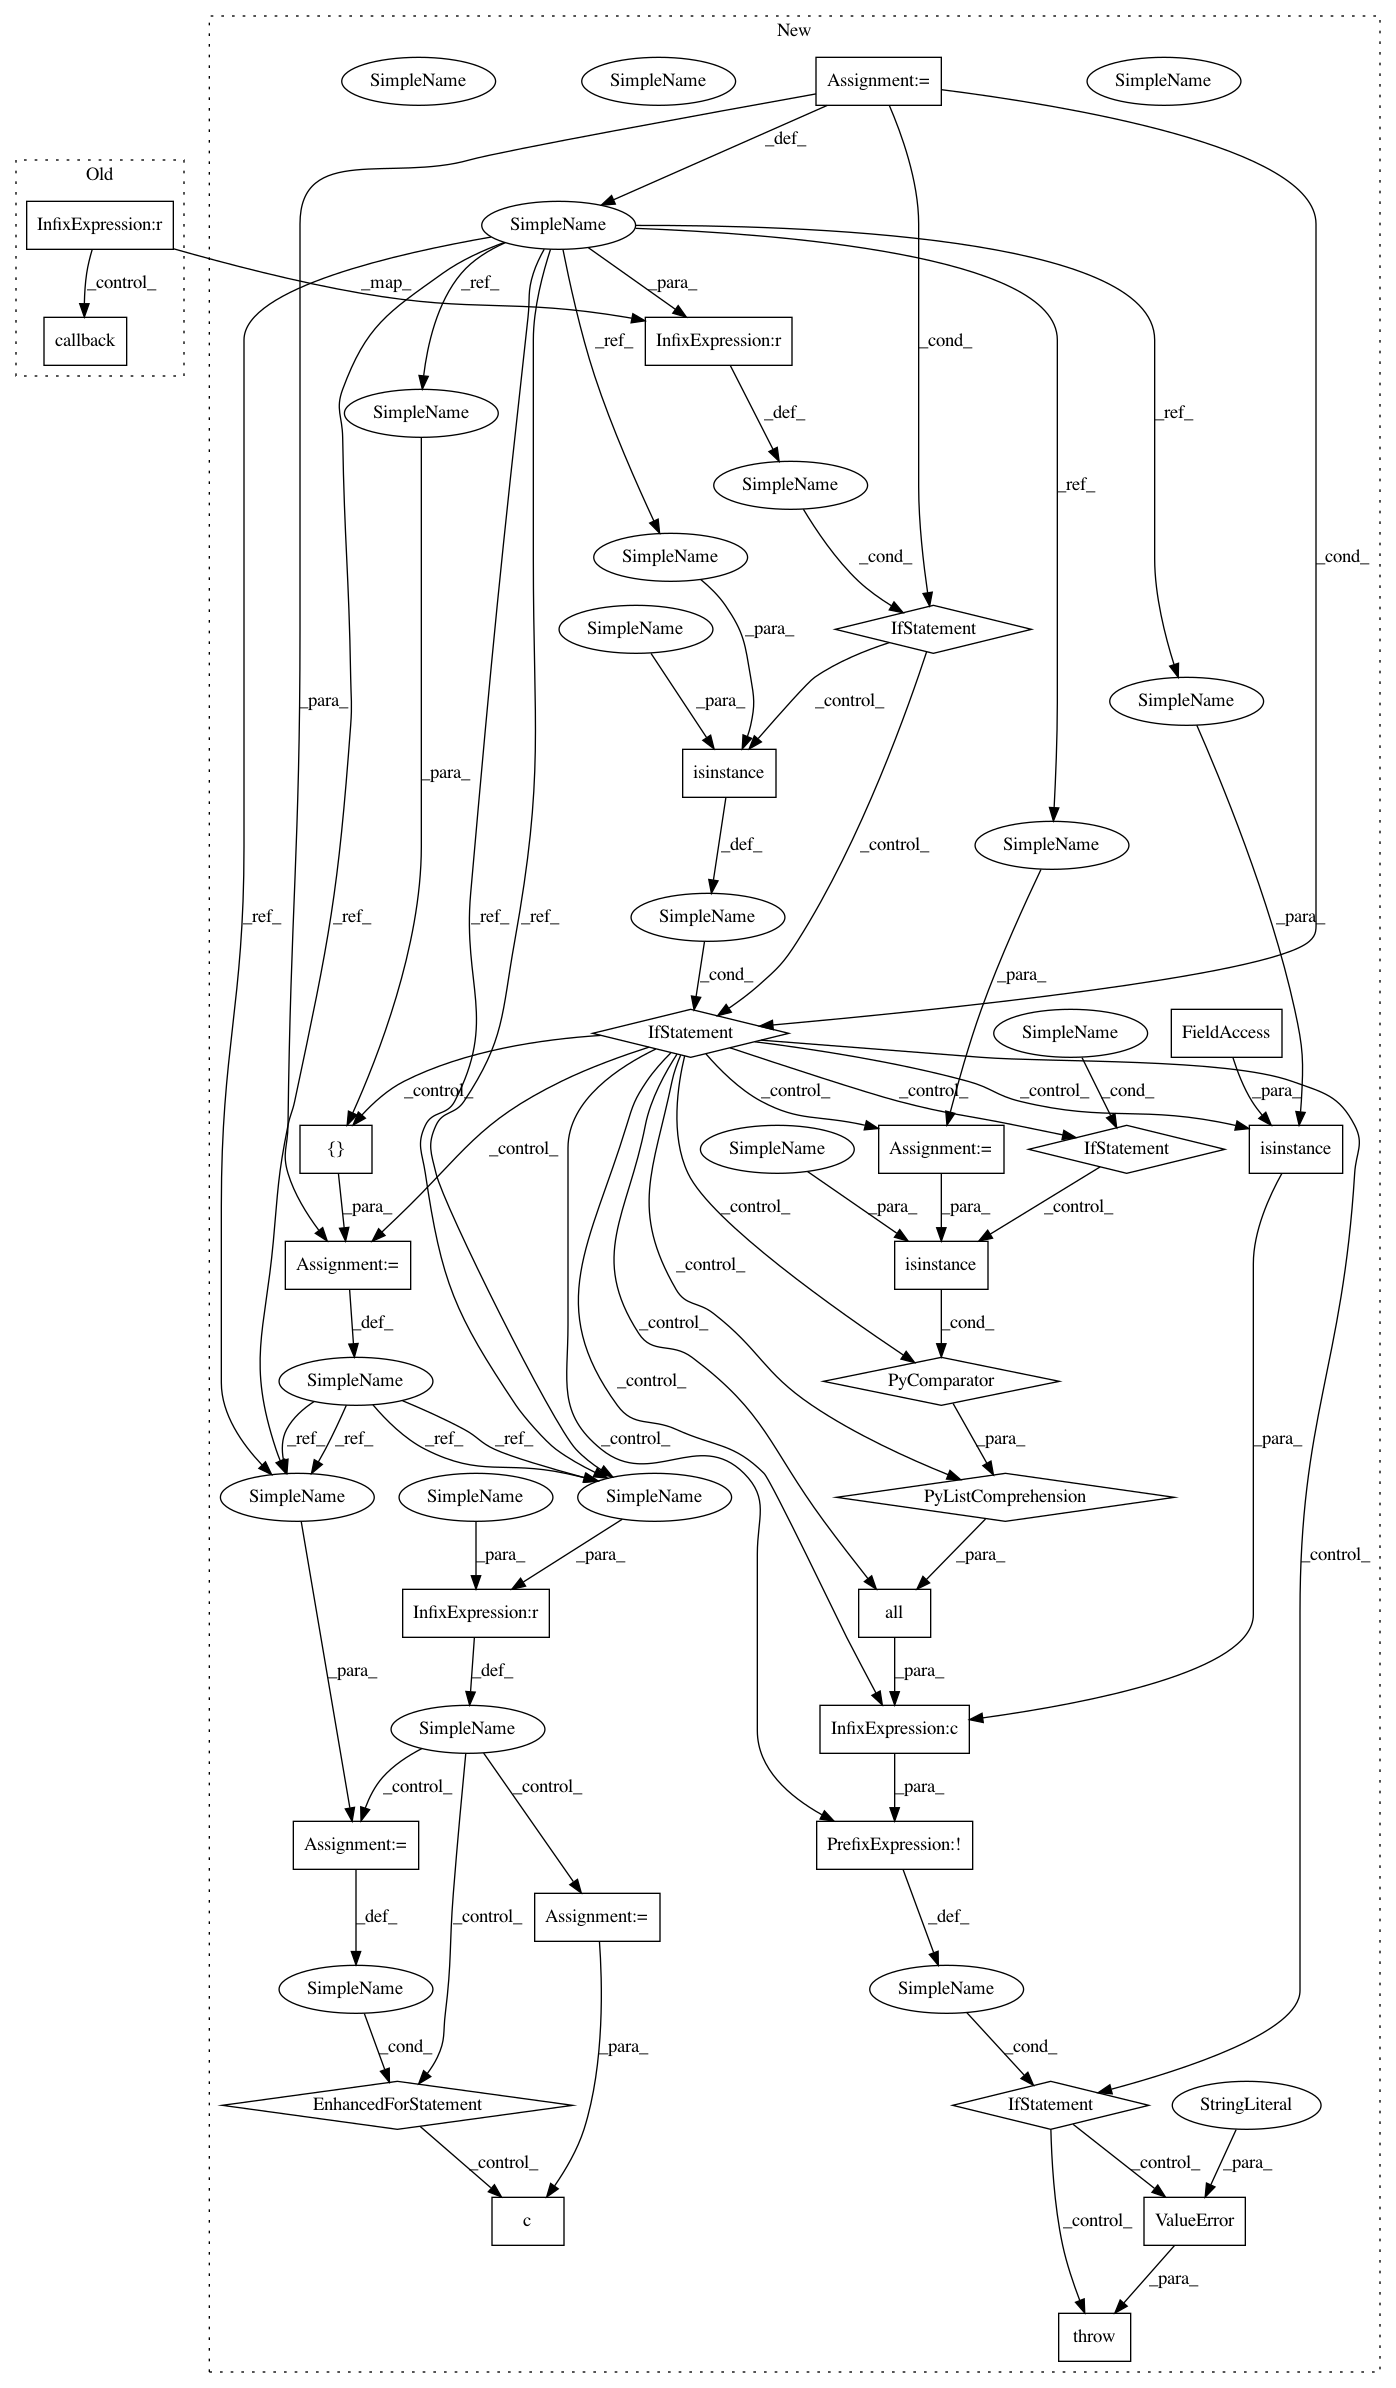 New
SimpleName
SimpleName
Assignment:=
SimpleName
_def_
Old
InfixExpression:r
SimpleName
_control_
_map_
_ref_
_para_
callback
_ref_
InfixExpression:r
_cond_
SimpleName
_def_
_ref_
SimpleName
_ref_
_cond_
_cond_
SimpleName
SimpleName
_para_
IfStatement
_para_
_para_
_control_
SimpleName
isinstance
_para_
_def_
_control_
SimpleName
_ref_
_ref_
_ref_
_ref_
SimpleName
_para_
_cond_
_para_
IfStatement
SimpleName
FieldAccess
_control_
_control_
_control_
_cond_
_control_
_para_
{}
_control_
SimpleName
Assignment:=
IfStatement
isinstance
_para_
_control_
_para_
_para_
_control_
Assignment:=
_control_
isinstance
_def_
_control_
_cond_
SimpleName
_control_
PyComparator
_ref_
_ref_
_ref_
_ref_
_control_
_para_
_para_
SimpleName
SimpleName
SimpleName
PyListComprehension
_para_
_para_
_para_
_control_
InfixExpression:r
all
_para_
_def_
_para_
SimpleName
InfixExpression:c
_control_
_control_
_para_
Assignment:=
PrefixExpression:!
_def_
_control_
Assignment:=
_def_
SimpleName
SimpleName
_cond_
_para_
_cond_
EnhancedForStatement
IfStatement
StringLiteral
_control_
_control_
_para_
c
_control_
ValueError
_para_
throw